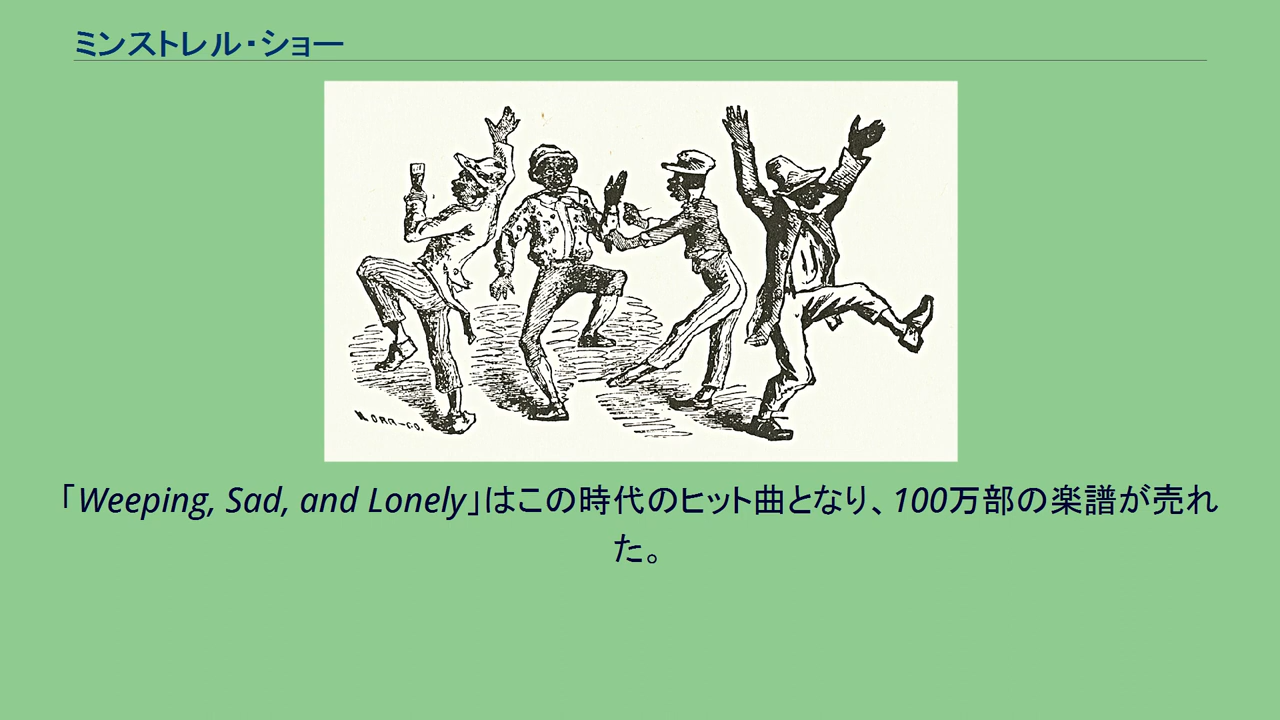 ミンストレル・ショー
N ORR-CO.
「Weeping, Sad, and Lonely」はこの時代のヒット曲となり、100万部の楽譜が売れ
た。